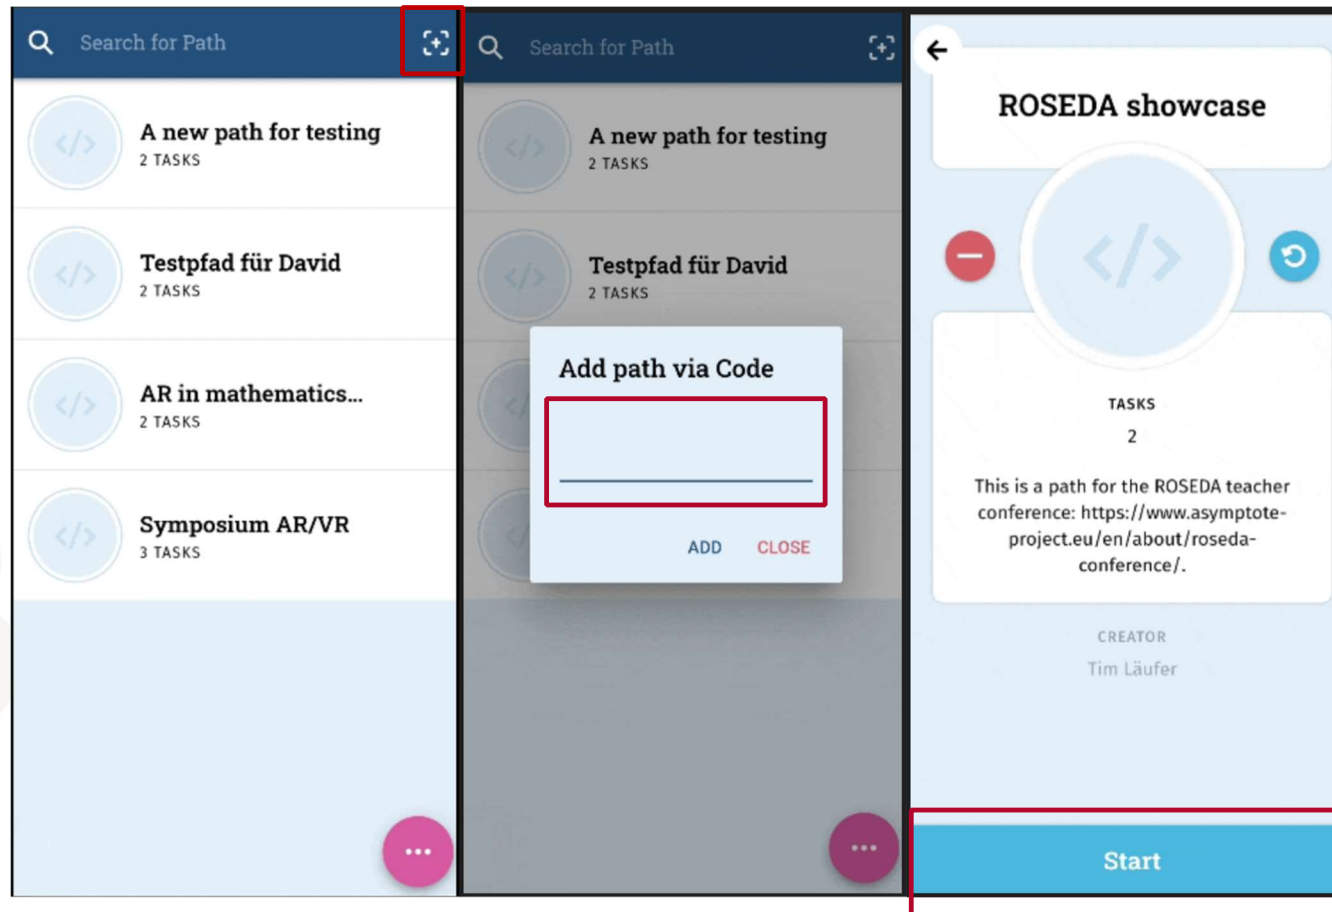 Search for Path
A new path for testing
2 TASKS
Testpfad für David
2 TASKS
AR in mathematics...
2 TASKS
Symposium AR/VR
3 TASKS
Search for Path
A new path for testing
2 TASKS
Testpfad für David
2 TASKS
Add path via Code
ADD CLOSE
ROSEDA showcase
TASKS
2
This is a path for the ROSEDA teacher
conference: https://www.asymptote-
project.eu/en/about/roseda-
conference/.
CREATOR
Tim Läufer
Start